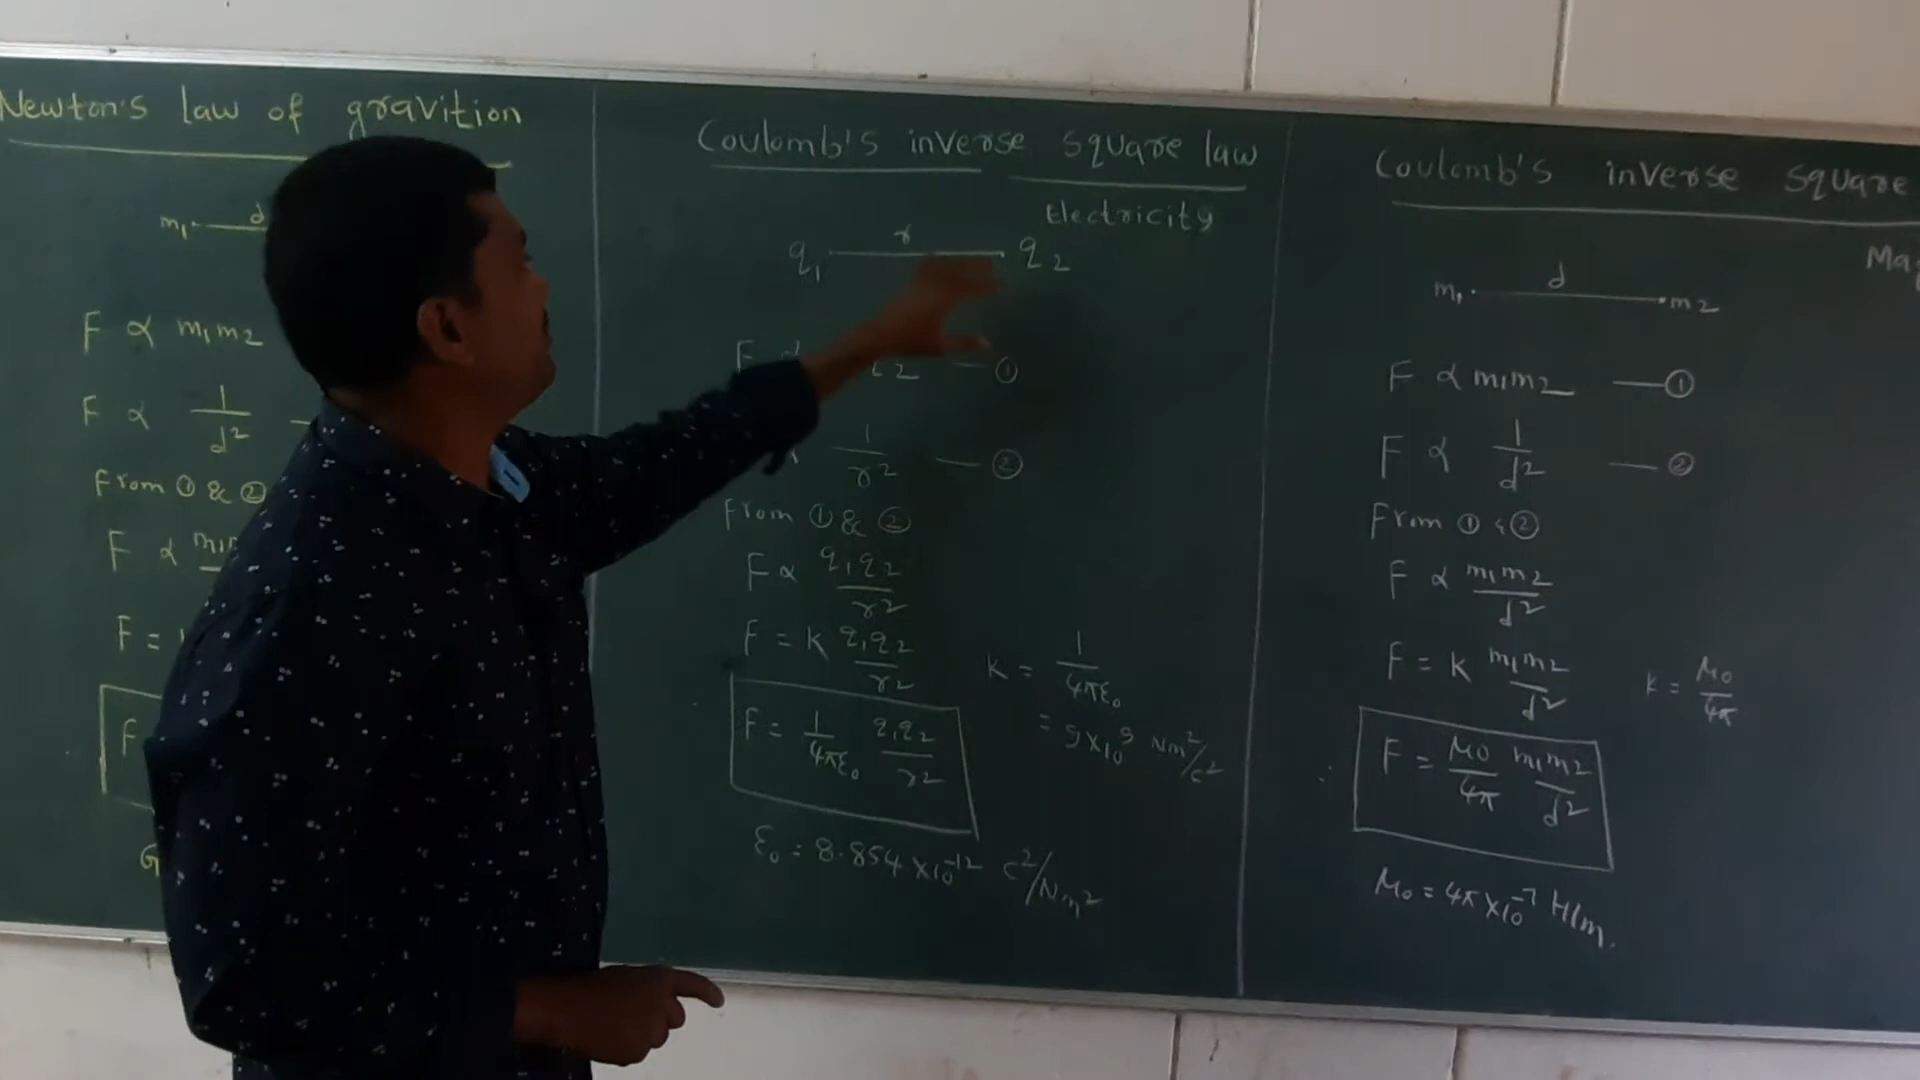 Newton's law of gravition
m₁ d
F ∝ m₁m₂
F ∝ 1/d²
From ① & ②
F ∝
F =
F
G
Coulomb's inverse square law
Electricity
q₁ r q₂
F ∝ — ①
1/r² — ②
From ① & ②
F ∝ q₁q₂/r²
F = K q₁q₂/r²
K = 1/4πε₀
= 9×10⁹ Nm²/c²
F = 1/4πε₀ q₁q₂/r²
ε₀ = 8.854 ×10⁻¹² c²/Nm²
Coulomb's inverse square
m₁ d m₂
F ∝ m₁m₂ — ①
F ∝ 1/d² — ②
From ① & ②
F ∝ m₁m₂/d²
F = K m₁m₂/d²
K = μ₀/4π
∴ F = μ₀/4π m₁m₂/d²
μ₀ = 4π ×10⁻⁷ H/m.